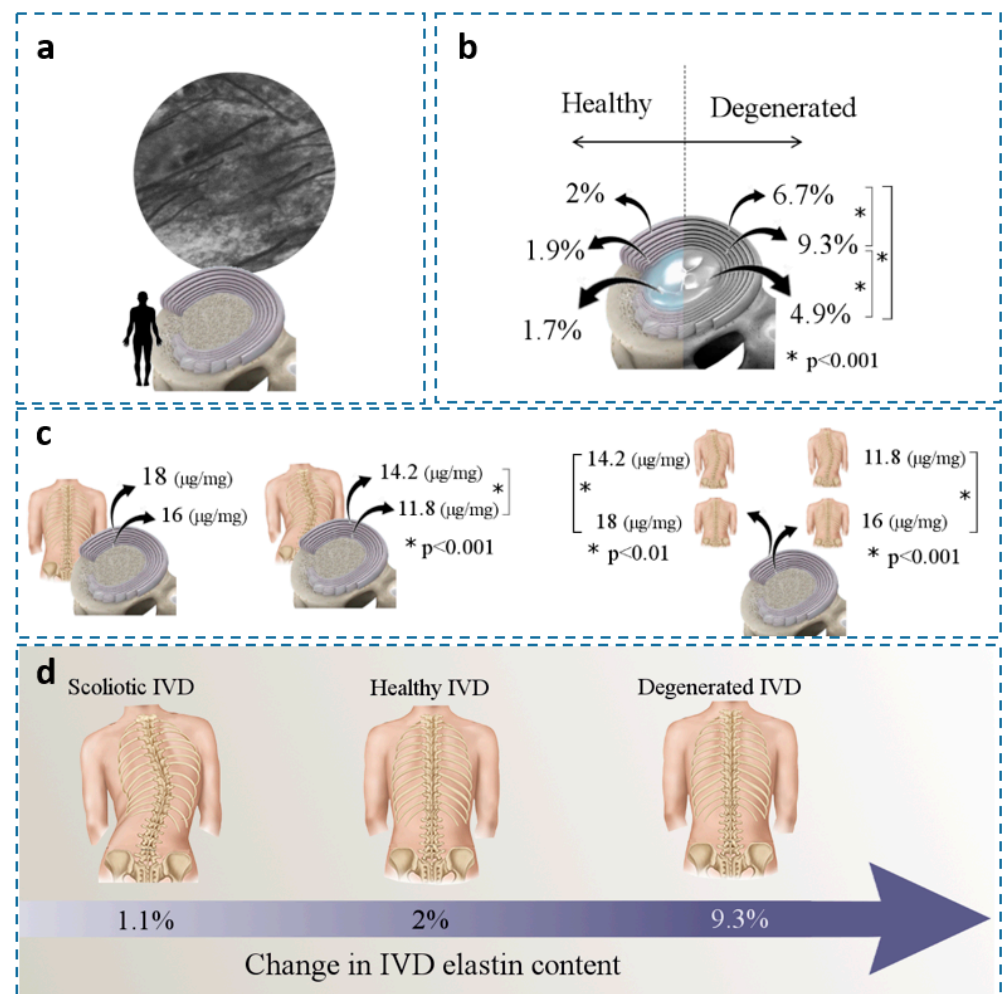 a
b
Healthy
Degenerated
2%
6.7%
*
1.9%
9.3%
*
*
1.7%
4.9%
* p<0.001
c
18 (µg/mg)
16 (µg/mg)
14.2 (µg/mg)
*
11.8 (µg/mg)
* p<0.001
14.2 (µg/mg)
11.8 (µg/mg)
*
*
18 (µg/mg)
16 (µg/mg)
* p<0.01
* p<0.001
d
Scoliotic IVD
Healthy IVD
Degenerated IVD
1.1%
2%
9.3%
Change in IVD elastin content